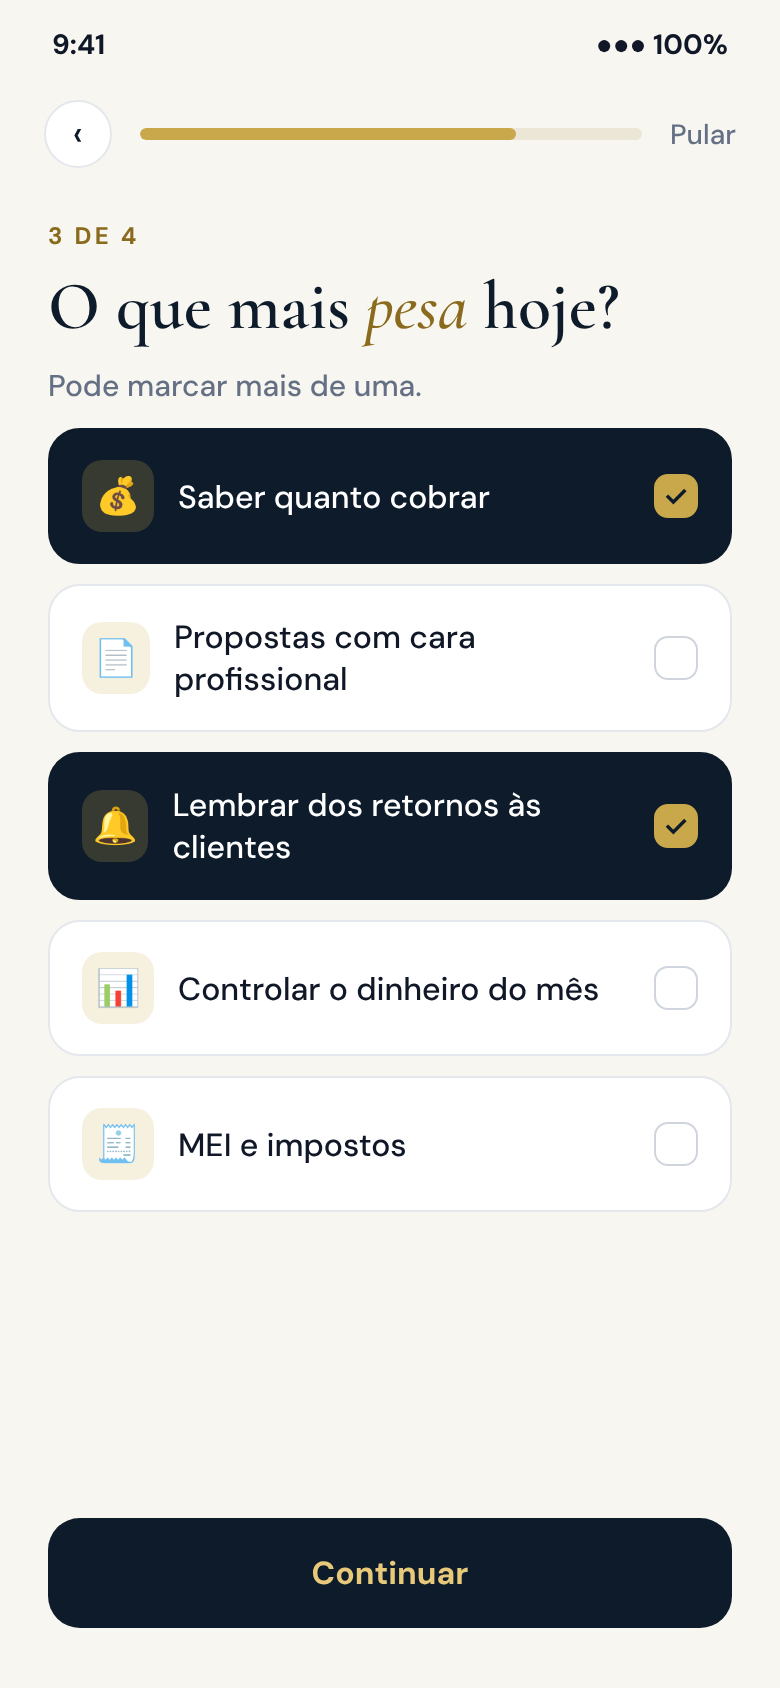 9:41
●●● 100%
‹
Pular
3 DE 4
O que mais pesa hoje?
Pode marcar mais de uma.
Saber quanto cobrar
Propostas com cara
profissional
Lembrar dos retornos às
clientes
Controlar o dinheiro do mês
MEI e impostos
Continuar